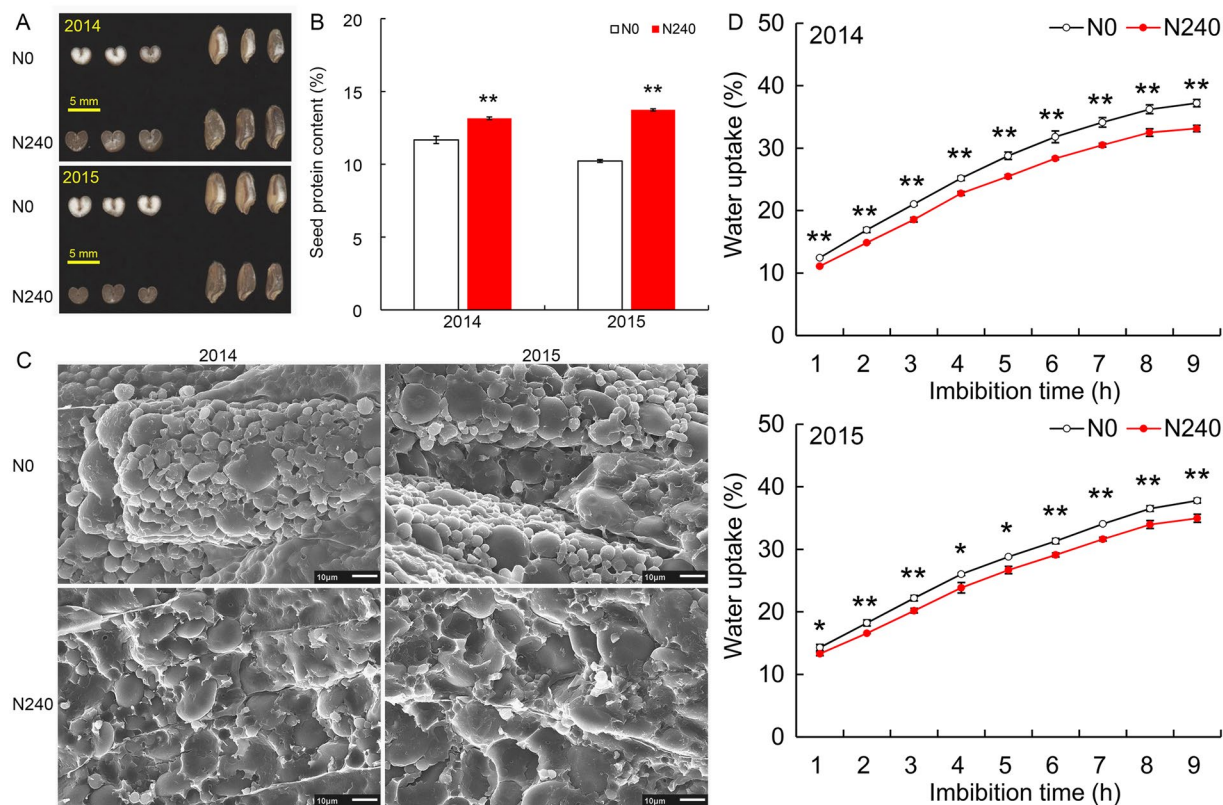 A
2014
N0
5 mm
N240
2015
N0
5 mm
N240
B
N0 N240
Seed protein content (%)
20
15
10
5
0
**
**
2014 2015
C
2014 2015
N0
10μm 10μm
N240
10μm 10μm
D
2014
N0 N240
Water uptake (%)
50
40
30
20
10
0
** ** ** ** ** ** ** ** **
1 2 3 4 5 6 7 8 9
Imbibition time (h)
2015
N0 N240
Water uptake (%)
50
40
30
20
10
0
* ** ** * * ** ** ** **
1 2 3 4 5 6 7 8 9
Imbibition time (h)